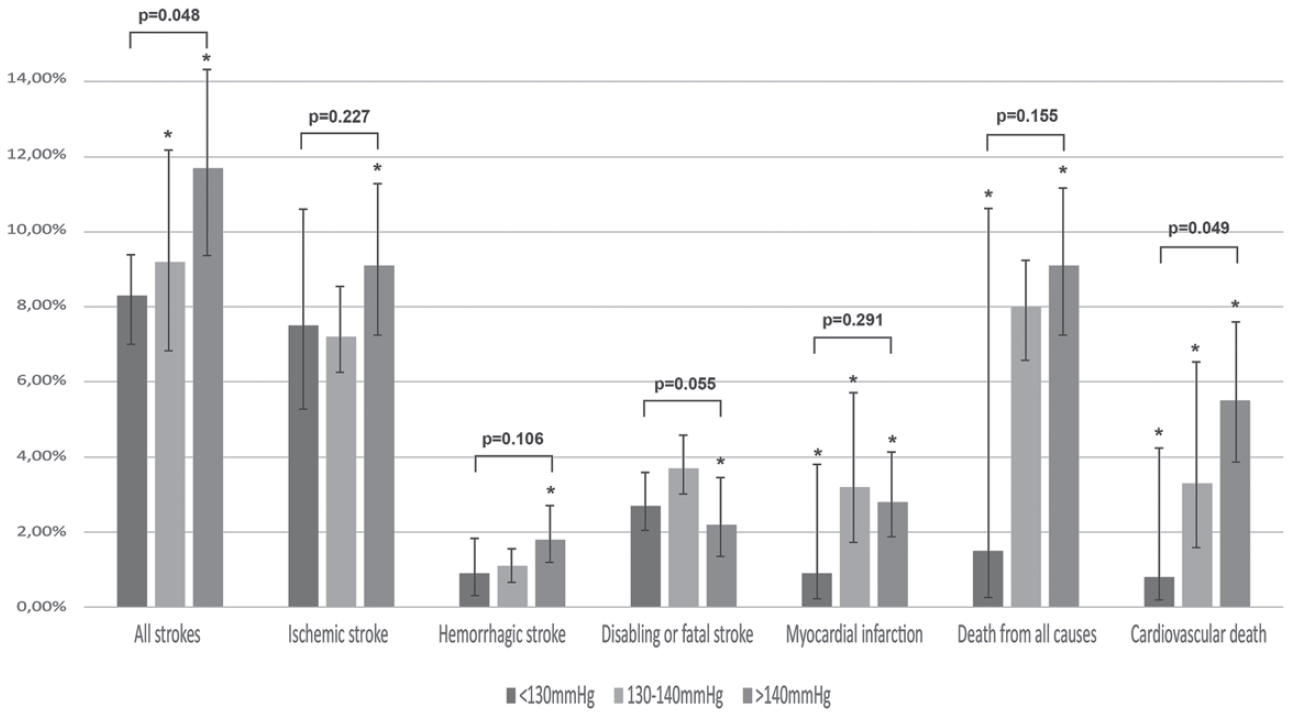 p=0.048
*
14,00%
*
p=0.227
p=0.155
12,00%
*
*
*
10,00%
p=0.049
8,00%
*
p=0.291
6,00%
*
*
p=0.055
4,00%
p=0.106
*
*
*
*
*
2,00%
0,00%
All strokes
Ischemic stroke
Hemorrhagic stroke
Disabling or fatal stroke
Myocardial infarction
Death from all causes
Cardiovascular death
<130mmHg
130-140mmHg
>140mmHg